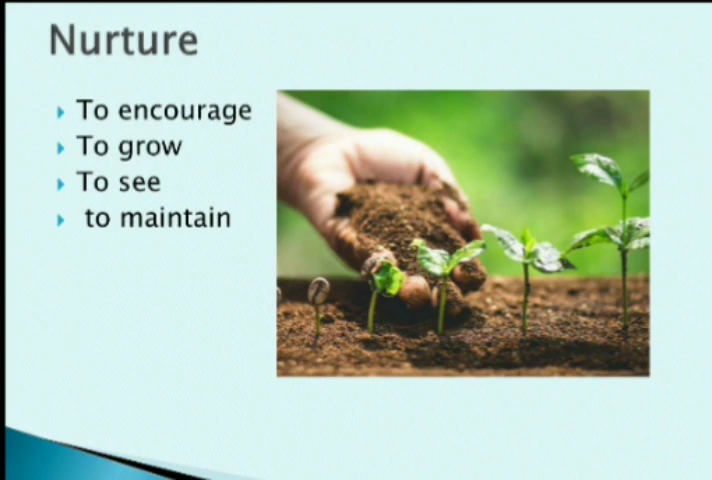 Nurture
To encourage
To grow
To see
to maintain